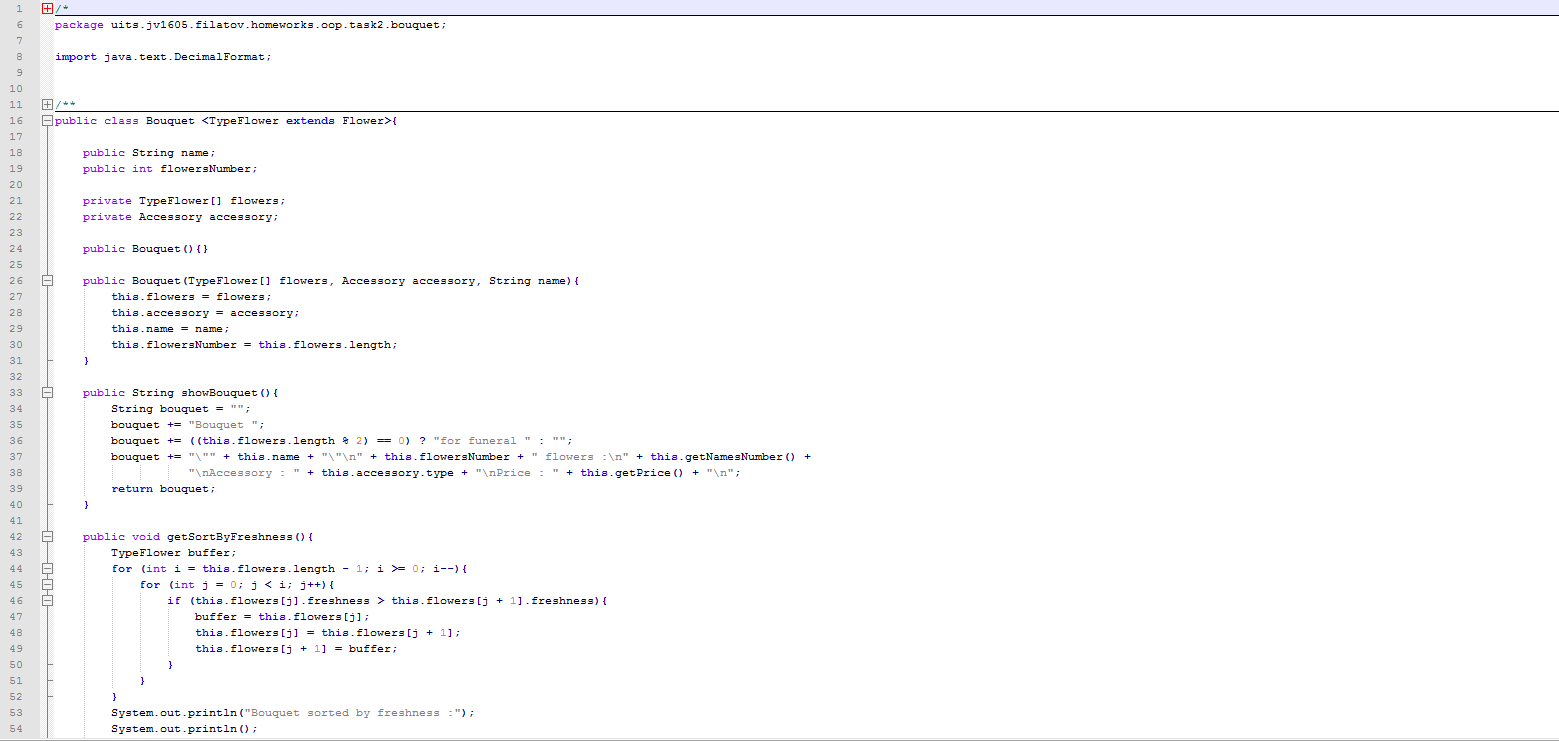 1 /*
6 package uits.jv1605.filatov.homeworks.oop.task2.bouquet;
7
8 import java.text.DecimalFormat;
9
10
11 /**
16 public class Bouquet <TypeFlower extends Flower>{
17
18     public String name;
19     public int flowersNumber;
20
21     private TypeFlower[] flowers;
22     private Accessory accessory;
23
24     public Bouquet(){}
25
26     public Bouquet(TypeFlower[] flowers, Accessory accessory, String name){
27         this.flowers = flowers;
28         this.accessory = accessory;
29         this.name = name;
30         this.flowersNumber = this.flowers.length;
31     }
32
33     public String showBouquet(){
34         String bouquet = "";
35         bouquet += "Bouquet ";
36         bouquet += ((this.flowers.length % 2) == 0) ? "for funeral " : "";
37         bouquet += "\"" + this.name + "\"\n" + this.flowersNumber + " flowers :\n" + this.getNamesNumber() +
38                    "\nAccessory : " + this.accessory.type + "\nPrice : " + this.getPrice() + "\n";
39         return bouquet;
40     }
41
42     public void getSortByFreshness(){
43         TypeFlower buffer;
44         for (int i = this.flowers.length - 1; i >= 0; i--){
45             for (int j = 0; j < i; j++){
46                 if (this.flowers[j].freshness > this.flowers[j + 1].freshness){
47                     buffer = this.flowers[j];
48                     this.flowers[j] = this.flowers[j + 1];
49                     this.flowers[j + 1] = buffer;
50                 }
51             }
52         }
53         System.out.println("Bouquet sorted by freshness :");
54         System.out.println();